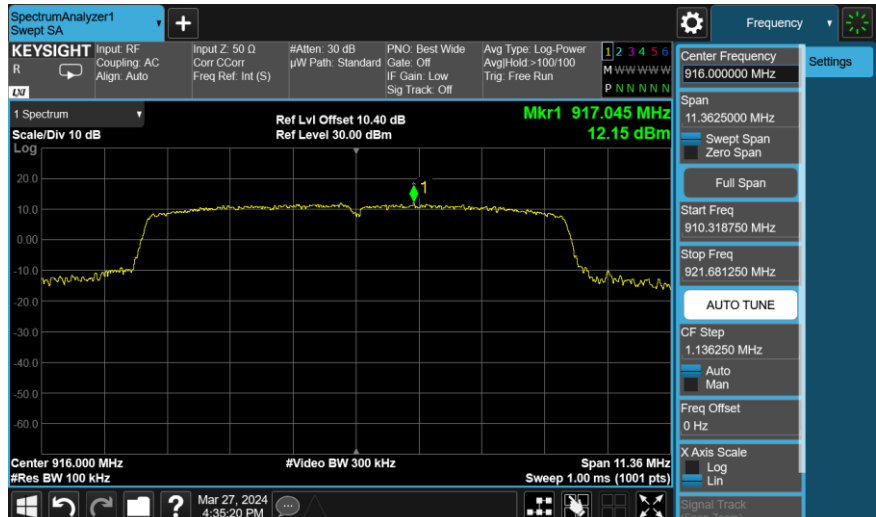 SpectrumAnalyzer1
Swept SA
Frequency
KEYSIGHT
R
LXI
Input: RF
Coupling: AC
Align: Auto
Input Z: 50 Ω
Corr CCorr
Freq Ref: Int (S)
#Atten: 30 dB
µW Path: Standard
PNO: Best Wide
Gate: Off
IF Gain: Low
Sig Track: Off
Avg Type: Log-Power
Avg|Hold:>100/100
Trig: Free Run
1 2 3 4 5 6
M W W W W W
P N N N N N
1 Spectrum
Scale/Div 10 dB
Log
Ref Lvl Offset 10.40 dB
Ref Level 30.00 dBm
Mkr1 917.045 MHz
12.15 dBm
20.0
10.0
0.00
-10.0
-20.0
-30.0
-40.0
-50.0
-60.0
1
Center 916.000 MHz
#Res BW 100 kHz
#Video BW 300 kHz
Span 11.36 MHz
Sweep 1.00 ms (1001 pts)
?
Mar 27, 2024
4:35:20 PM
Center Frequency
916.000000 MHz
Span
11.3625000 MHz
Swept Span
Zero Span
Full Span
Start Freq
910.318750 MHz
Stop Freq
921.681250 MHz
AUTO TUNE
CF Step
1.136250 MHz
Auto
Man
Freq Offset
0 Hz
X Axis Scale
Log
Lin
Signal Track
Settings